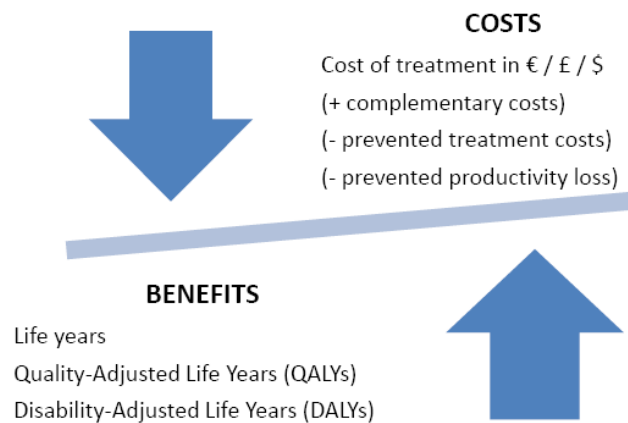 COSTS
Cost of treatment in € / £ / $
(+ complementary costs)
(- prevented treatment costs)
(- prevented productivity loss)
BENEFITS
Life years
Quality-Adjusted Life Years (QALYs)
Disability-Adjusted Life Years (DALYs)